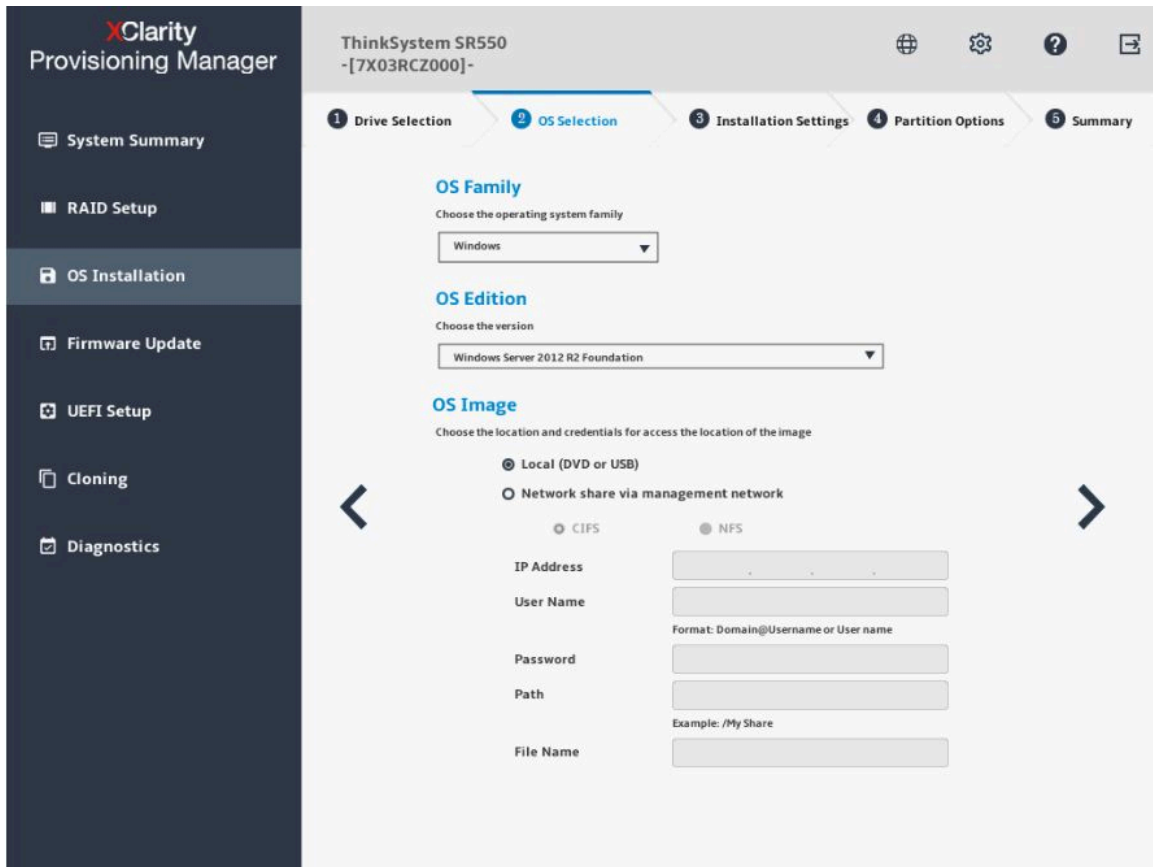 XClarity
Provisioning Manager
System Summary
RAID Setup
OS Installation
Firmware Update
UEFI Setup
Cloning
Diagnostics
ThinkSystem SR550
-[7X03RCZ000]-
?
1 Drive Selection
2 OS Selection
3 Installation Settings
4 Partition Options
5 Summary
OS Family
Choose the operating system family
Windows
OS Edition
Choose the version
Windows Server 2012 R2 Foundation
OS Image
Choose the location and credentials for access the location of the image
Local (DVD or USB)
Network share via management network
CIFS NFS
IP Address . . .
User Name
Format: Domain@Username or User name
Password
Path
Example: /My Share
File Name